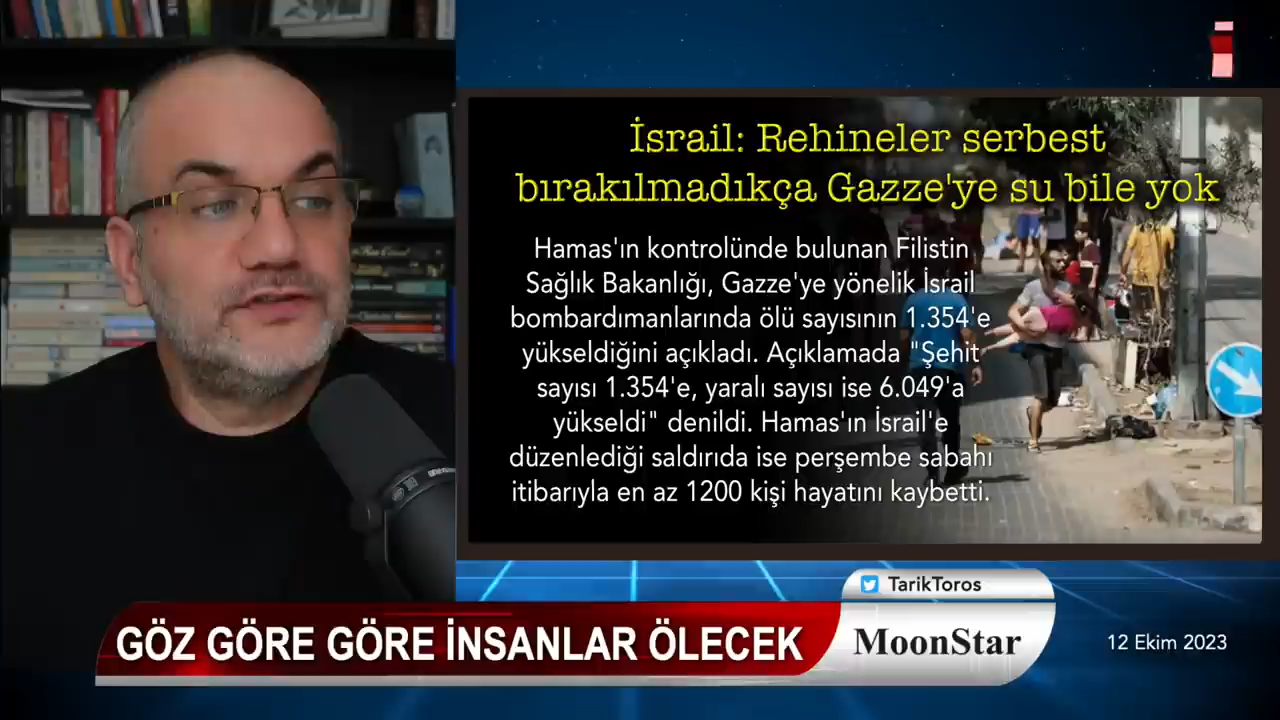 İsrail: Rehineler serbest
bırakılmadıkça Gazze'ye su bile yok
Hamas'ın kontrolünde bulunan Filistin
Sağlık Bakanlığı, Gazze'ye yönelik İsrail
bombardımanlarında ölü sayısının 1.354'e
yükseldiğini açıkladı. Açıklamada "Şehit
sayısı 1.354'e, yaralı sayısı ise 6.049'a
yükseldi" denildi. Hamas'ın İsrail'e
düzenlediği saldırıda ise perşembe sabahı
itibarıyla en az 1200 kişi hayatını kaybetti.
TarikToros
GÖZ GÖRE GÖRE İNSANLAR ÖLECEK
MoonStar
12 Ekim 2023